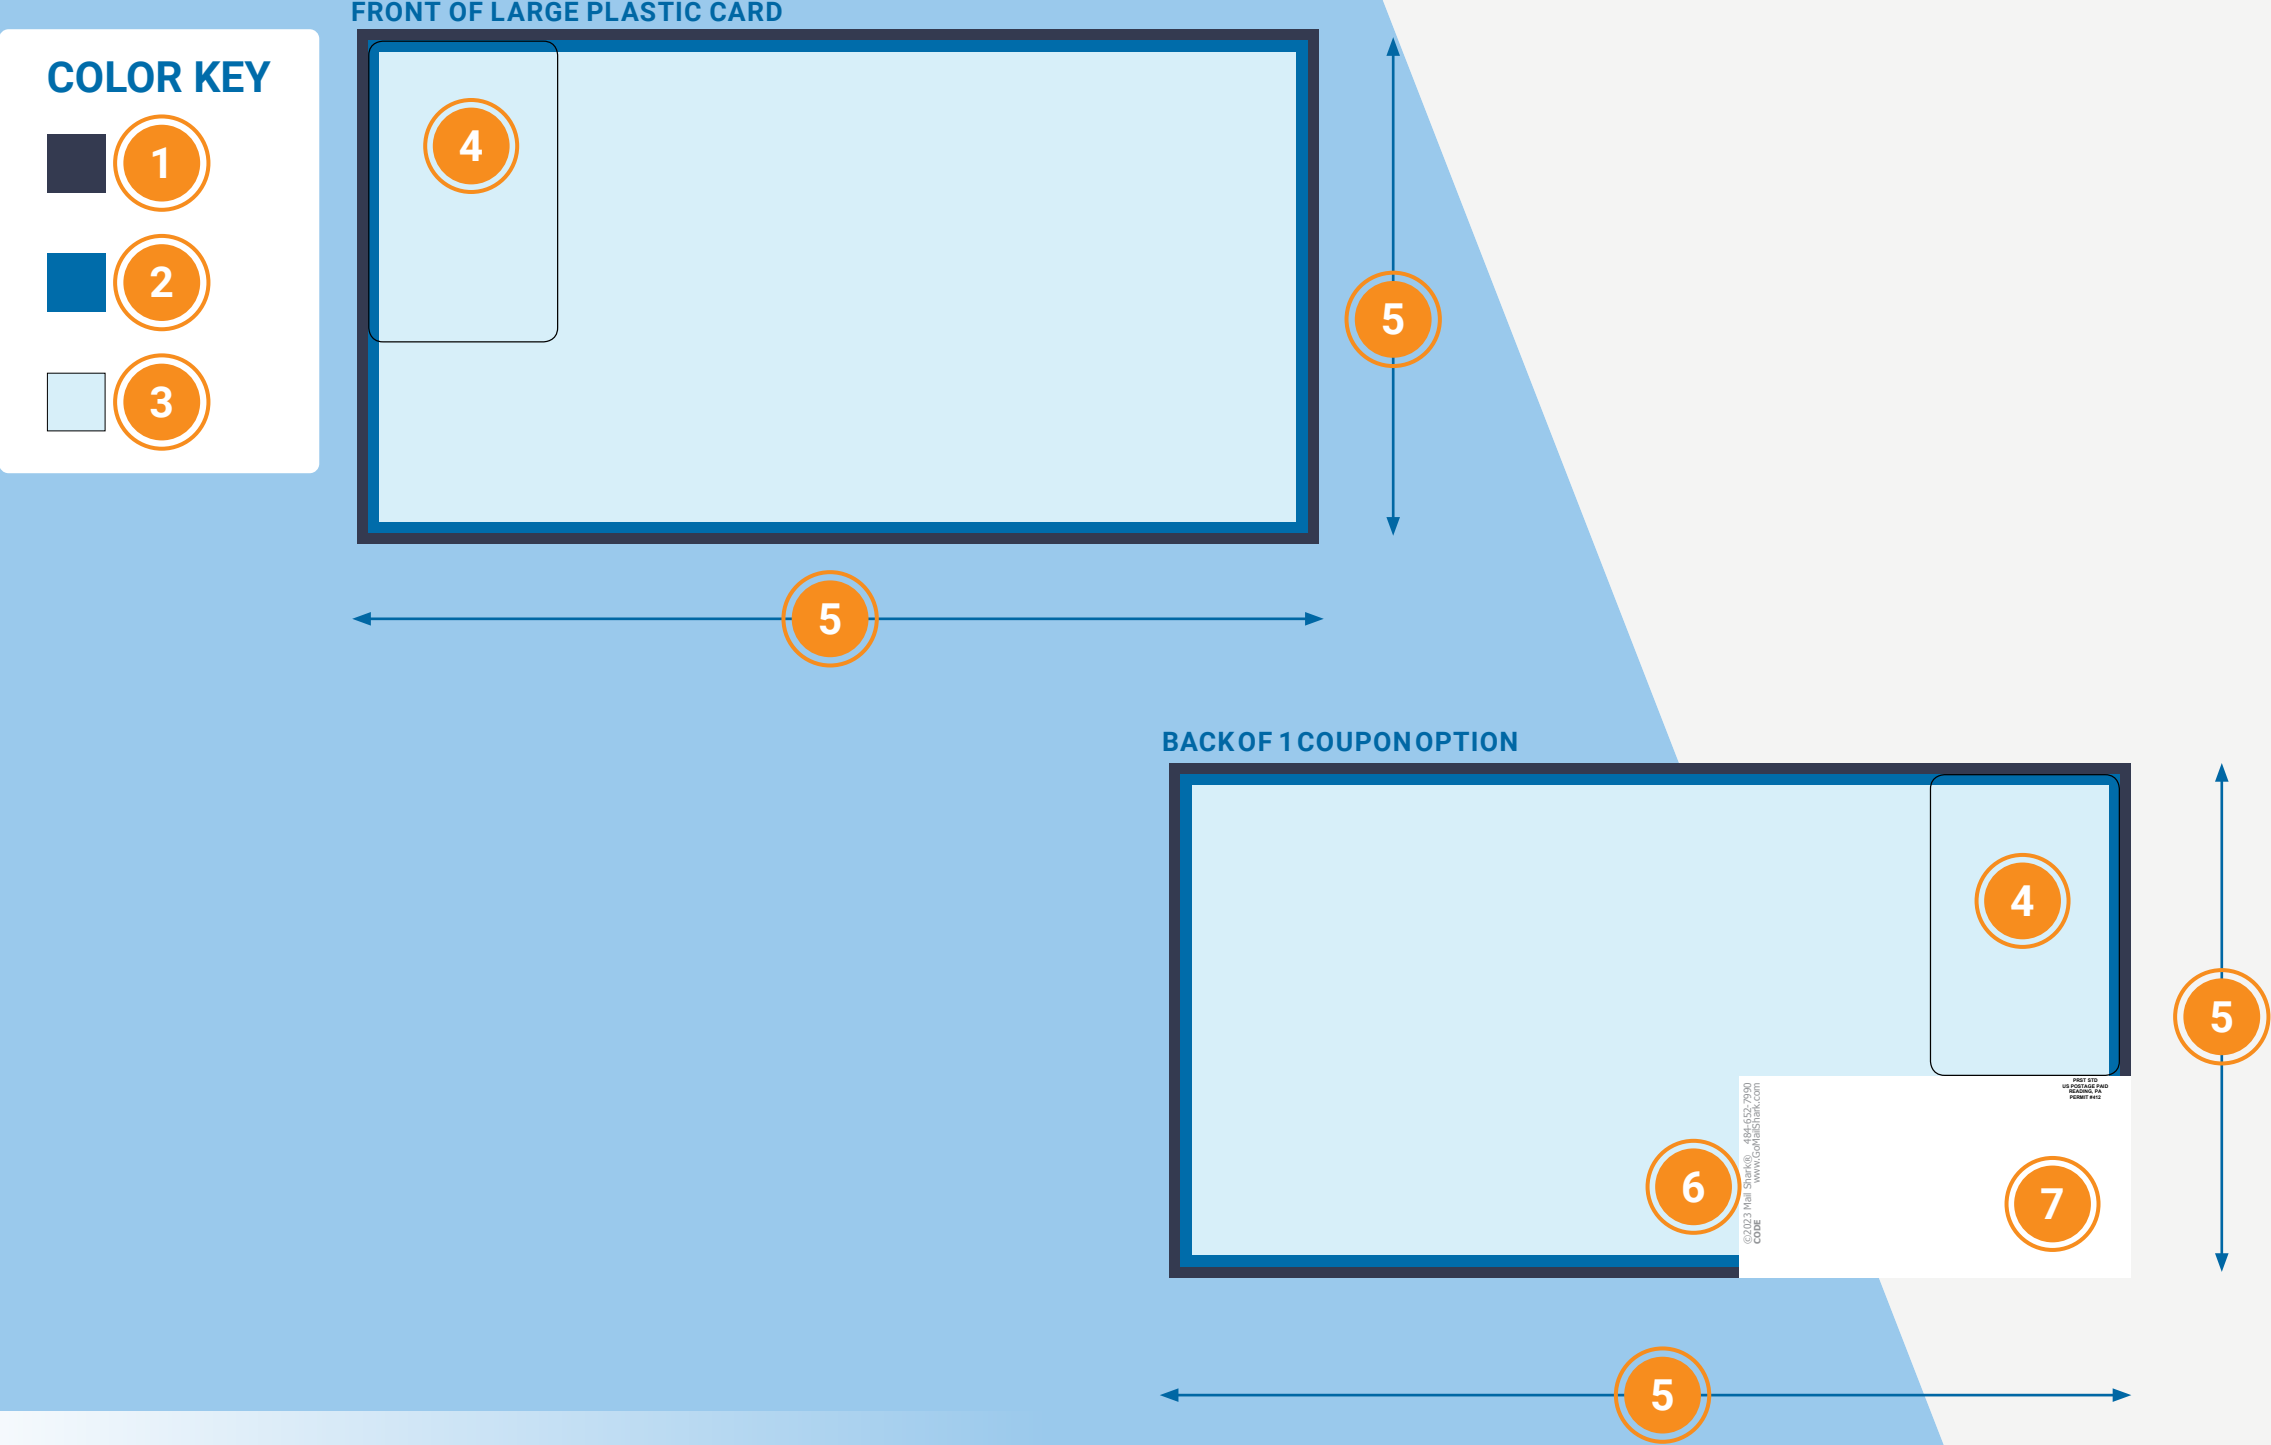 FRONT OF LARGE PLASTIC CARD
COLOR KEY
1
2
3
4
5
5
BACK OF 1 COUPON OPTION
4
5
PRST STD
US POSTAGE PAID
READING, PA
PERMIT #412
©2023 Mail Shark® 484-652-7990
CODE www.GoMailShark.com
6
7
5